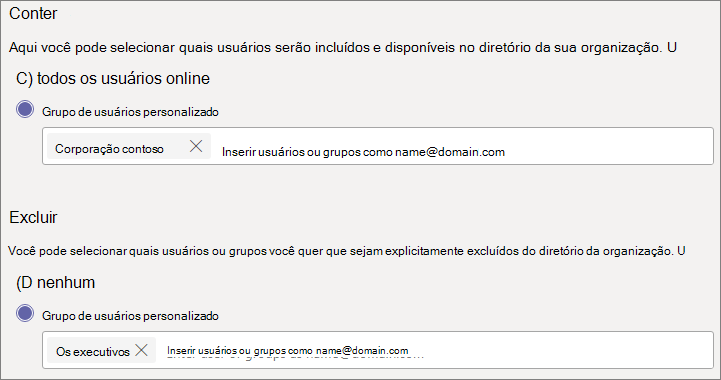 Conter
Aqui você pode selecionar quais usuários serão incluídos e disponíveis no diretório da sua organização. U
C) todos os usuários online
Grupo de usuários personalizado
Corporação contoso Inserir usuários ou grupos como name@domain.com
Excluir
Você pode selecionar quais usuários ou grupos você quer que sejam explicitamente excluídos do diretório da organização. U
(D nenhum
Grupo de usuários personalizado
Os executivos Inserir usuários ou grupos como name@domain.com